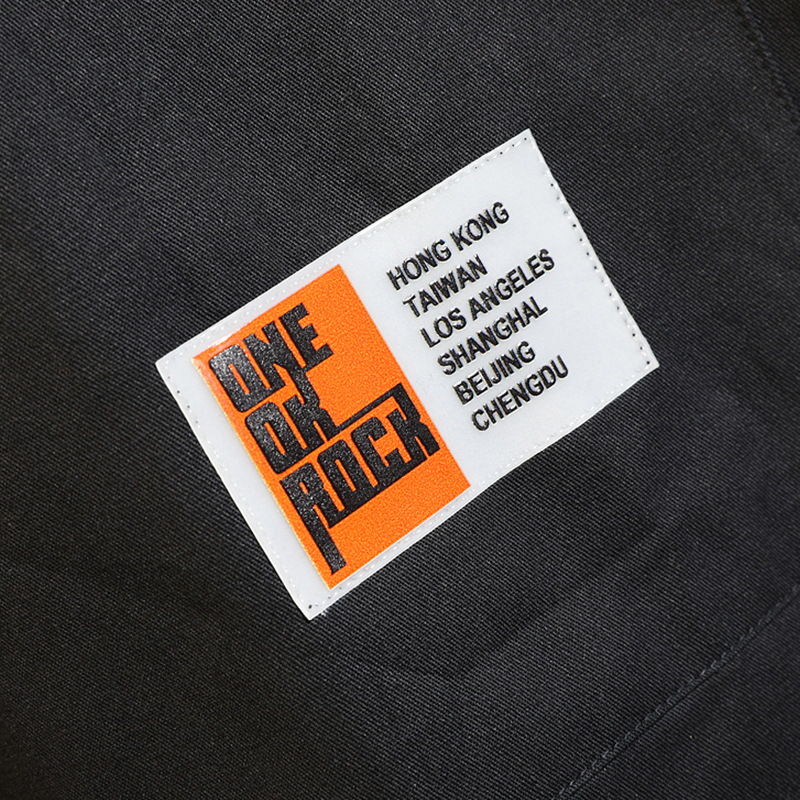 ONE
OK
ROCK
HONG KONG
TAIWAN
LOS ANGELES
SHANGHAL
BEIJING
CHENGDU